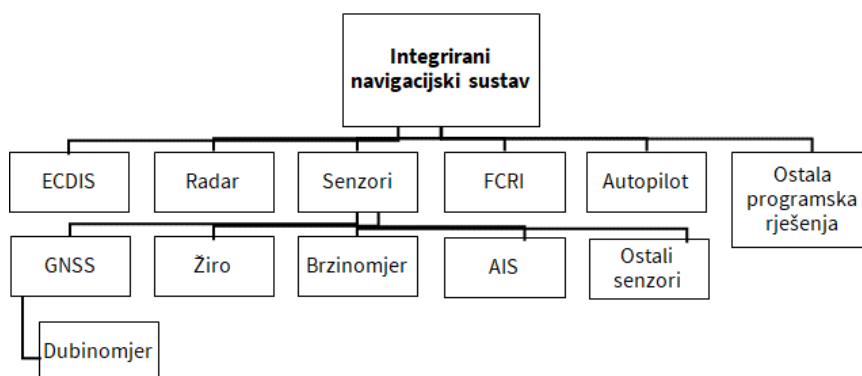 Integrirani
navigacijski sustav
ECDIS
Radar
Senzori
FCRI
Autopilot
Ostala
programska
rješenja
GNSS
Žiro
Brzinomjer
AIS
Ostali
senzori
Dubinomjer